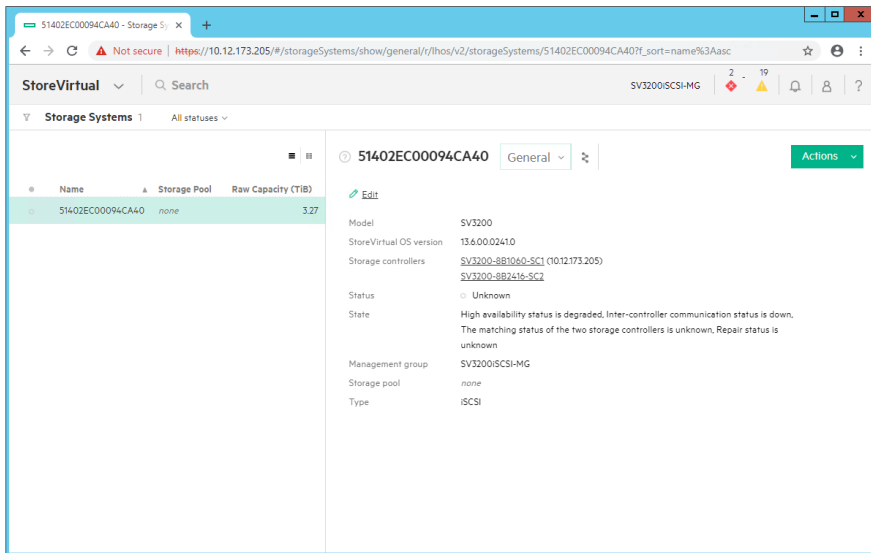 51402EC00094CA40 - Storage Sy
Not secure | https://10.12.173.205/#/storageSystems/show/general/r/lhos/v2/storageSystems/51402EC00094CA40?f_sort=name%3Aasc
StoreVirtual Search SV3200iSCSI-MG 2 19 ?
Storage Systems 1 All statuses
? 51402EC00094CA40 General Actions
Name Storage Pool Raw Capacity (TiB)
51402EC00094CA40 none 3.27
Edit
Model SV3200
StoreVirtual OS version 13.6.00.0241.0
Storage controllers SV3200-8B1060-SC1 (10.12.173.205)
SV3200-8B2416-SC2
Status Unknown
State High availability status is degraded, Inter-controller communication status is down,
The matching status of the two storage controllers is unknown, Repair status is
unknown
Management group SV3200iSCSI-MG
Storage pool none
Type iSCSI